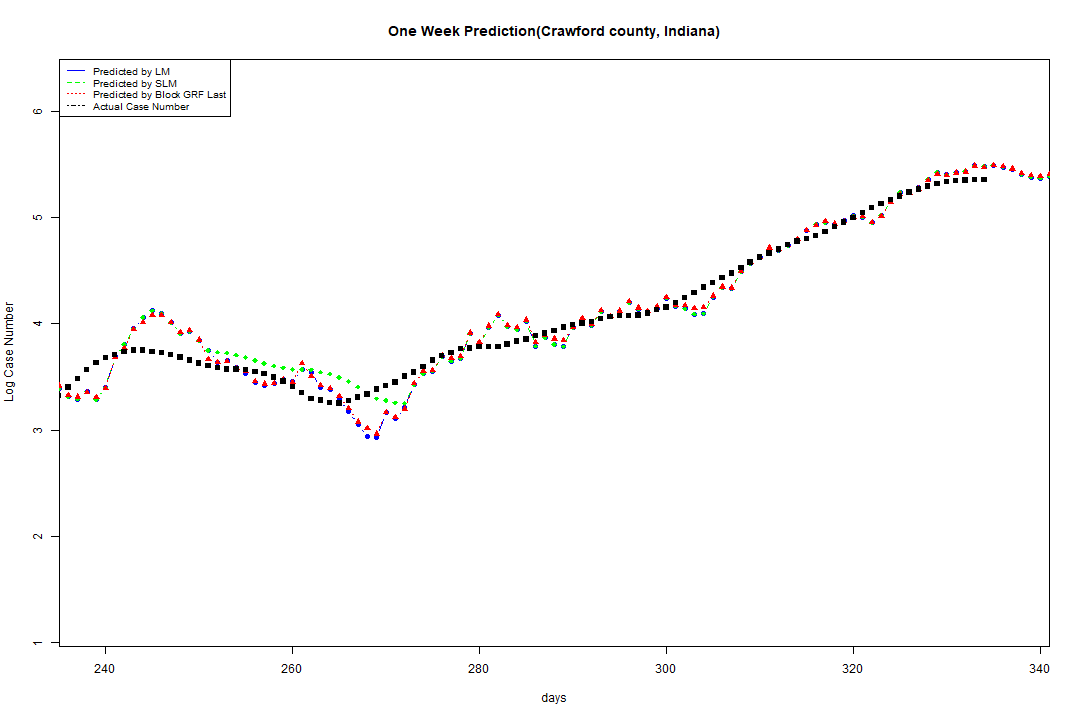 One Week Prediction(Crawford county, Indiana)
Predicted by LM
Predicted by SLM
Predicted by Block GRF Last
Actual Case Number
6
5
4
3
2
1
Log Case Number
240 260 280 300 320 340
days